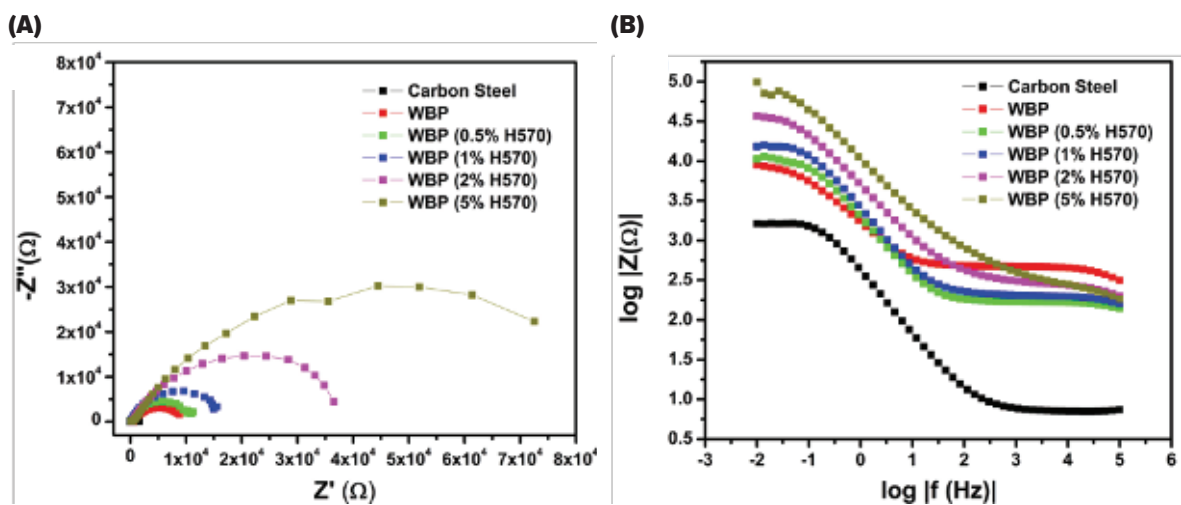 (A)
8x10⁴
7x10⁴
6x10⁴
5x10⁴
4x10⁴
3x10⁴
2x10⁴
1x10⁴
0
-Z''(Ω)
Carbon Steel
WBP
WBP (0.5% H570)
WBP (1% H570)
WBP (2% H570)
WBP (5% H570)
0 1x10⁴ 2x10⁴ 3x10⁴ 4x10⁴ 5x10⁴ 6x10⁴ 7x10⁴ 8x10⁴
Z' (Ω)
(B)
5.0
4.5
4.0
3.5
3.0
2.5
2.0
1.5
1.0
0.5
log |Z(Ω)|
Carbon Steel
WBP
WBP (0.5% H570)
WBP (1% H570)
WBP (2% H570)
WBP (5% H570)
-3 -2 -1 0 1 2 3 4 5 6
log |f (Hz)|